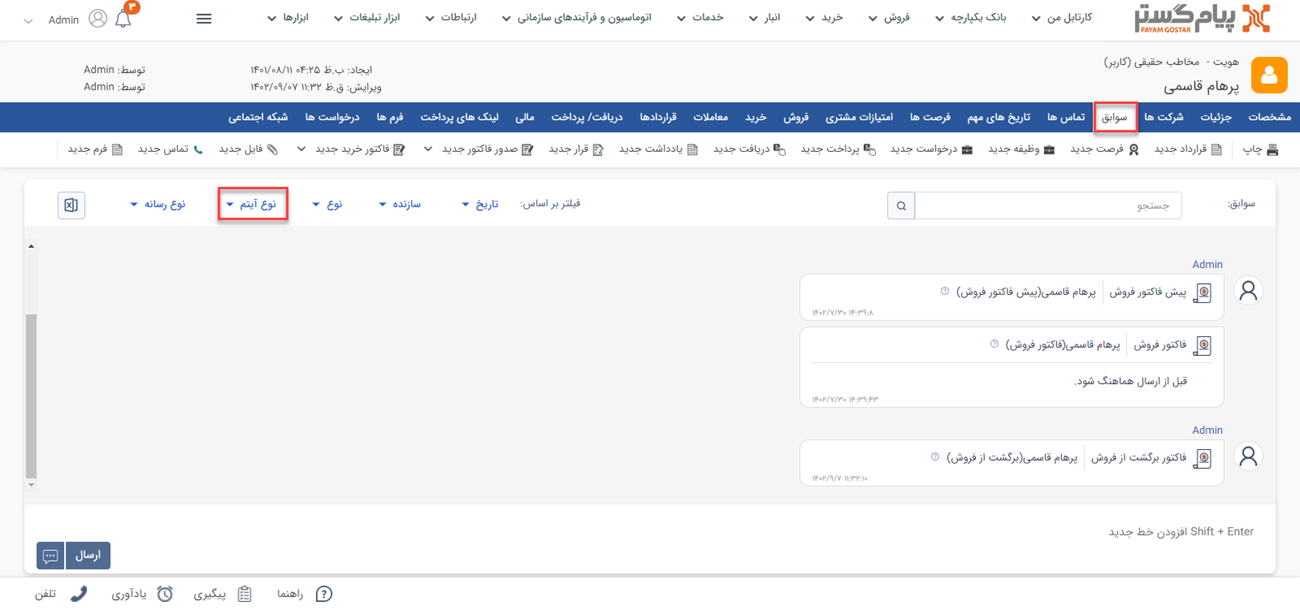 پیام گستر
PAYAM GOSTAR
کارتابل من بانک یکپارچه فروش خرید انبار خدمات ارتباطات اتوماسیون و فرآیندهای سازمانی ابزار تبلیغات ابزارها
۳
Admin
هویت - مخاطب حقیقی (کاربر)
پرهام قاسمی
ایجاد: ب.ظ ۰۴:۲۵ ۱۴۰۱/۰۸/۱۱ توسط: Admin
ویرایش: ق.ظ ۱۱:۳۲ ۱۴۰۲/۰۹/۰۷ توسط: Admin
مشخصات جزئیات شرکت ها سوابق تماس ها تاریخ های مهم فرصت ها امتیازات مشتری فروش خرید معاملات قراردادها دریافت/ پرداخت مالی لینک های پرداخت فرم ها درخواست ها شبکه اجتماعی
چاپ قرارداد جدید فرصت جدید وظیفه جدید درخواست جدید پرداخت جدید دریافت جدید یادداشت جدید قرار جدید صدور فاکتور جدید فاکتور خرید جدید فایل جدید تماس جدید فرم جدید
سوابق: جستجو فیلتر بر اساس: تاریخ سازنده نوع نوع آیتم نوع رسانه
Admin
پیش فاکتور فروش پرهام قاسمی(پیش فاکتور فروش)
۱۴۰۲/۷/۳۰ ۱۴:۳۹:۸
فاکتور فروش پرهام قاسمی(فاکتور فروش)
قبل از ارسال هماهنگ شود.
۱۴۰۲/۷/۳۰ ۱۴:۳۹:۴۳
Admin
فاکتور برگشت از فروش پرهام قاسمی(برگشت از فروش)
۱۴۰۲/۹/۷ ۱۱:۳۲:۱۰
Shift + Enter افزودن خط جدید
ارسال
راهنما پیگیری یادآوری تلفن